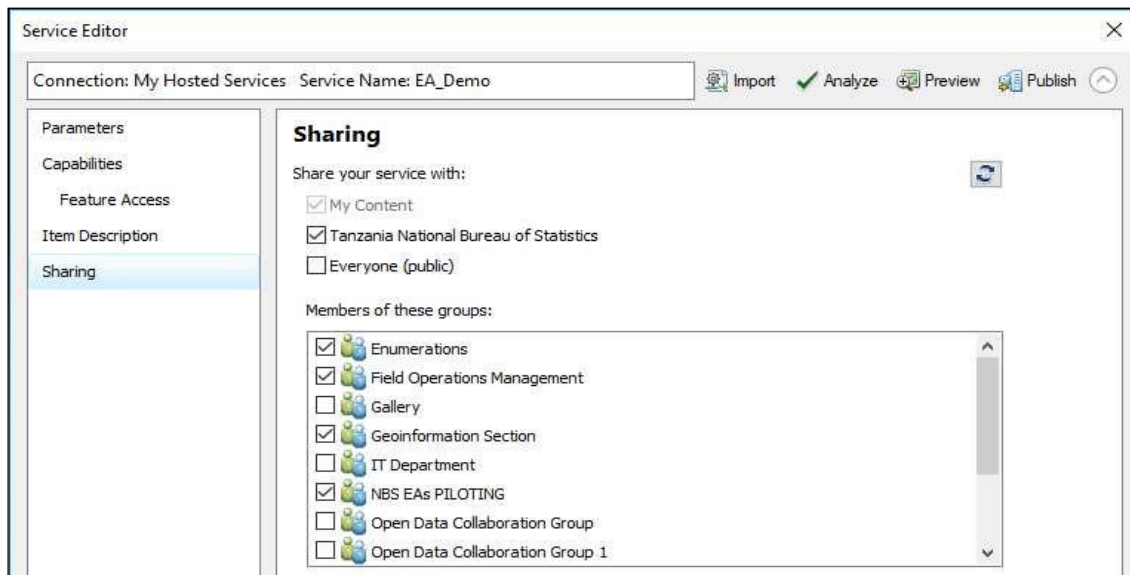 Service Editor
Connection: My Hosted Services Service Name: EA_Demo
Import Analyze Preview Publish
Parameters
Capabilities
Feature Access
Item Description
Sharing
Sharing
Share your service with:
My Content
Tanzania National Bureau of Statistics
Everyone (public)
Members of these groups:
Enumerations
Field Operations Management
Gallery
Geoinformation Section
IT Department
NBS EAs PILOTING
Open Data Collaboration Group
Open Data Collaboration Group 1